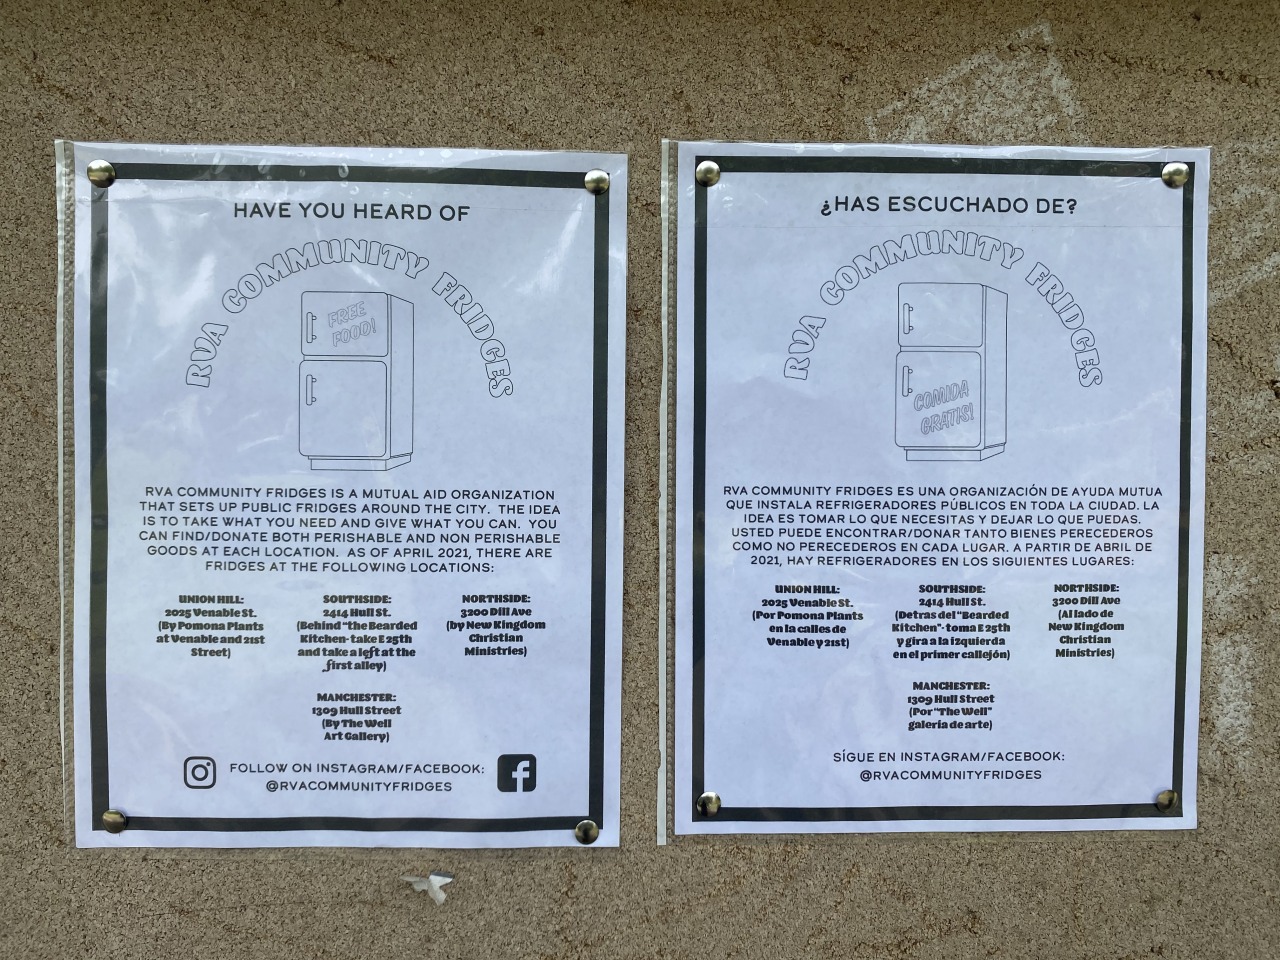 HAVE YOU HEARD OF
RVA COMMUNITY FRIDGES
FREE
FOOD!
RVA COMMUNITY FRIDGES IS A MUTUAL AID ORGANIZATION
THAT SETS UP PUBLIC FRIDGES AROUND THE CITY. THE IDEA
IS TO TAKE WHAT YOU NEED AND GIVE WHAT YOU CAN. YOU
CAN FIND/DONATE BOTH PERISHABLE AND NON PERISHABLE
GOODS AT EACH LOCATION. AS OF APRIL 2021, THERE ARE
FRIDGES AT THE FOLLOWING LOCATIONS:
UNION HILL:
2025 Venable St.
(By Pomona Plants
at Venable and 21st
Street)
SOUTHSIDE:
2414 Hull St.
(Behind "the Bearded
Kitchen- take E 25th
and take a left at the
first alley)
NORTHSIDE:
3200 Dill Ave
(by New Kingdom
Christian
Ministries)
MANCHESTER:
1309 Hull Street
(By The Well
Art Gallery)
FOLLOW ON INSTAGRAM/FACEBOOK:
@RVACOMMUNITYFRIDGES
¿HAS ESCUCHADO DE?
RVA COMMUNITY FRIDGES
COMIDA
GRATIS!
RVA COMMUNITY FRIDGES ES UNA ORGANIZACIÓN DE AYUDA MUTUA
QUE INSTALA REFRIGERADORES PÚBLICOS EN TODA LA CIUDAD. LA
IDEA ES TOMAR LO QUE NECESITAS Y DEJAR LO QUE PUEDAS.
USTED PUEDE ENCONTRAR/DONAR TANTO BIENES PERECEDEROS
COMO NO PERECEDEROS EN CADA LUGAR. A PARTIR DE ABRIL DE
2021, HAY REFRIGERADORES EN LOS SIGUIENTES LUGARES:
UNION HILL:
2025 Venable St.
(Por Pomona Plants
en la calles de
Venable y 21st)
SOUTHSIDE:
2414 Hull St.
(Detras del "Bearded
Kitchen"- toma E 25th
y gira a la izquierda
en el primer callejón)
NORTHSIDE:
3200 Dill Ave
(Al lado de
New Kingdom
Christian
Ministries)
MANCHESTER:
1309 Hull Street
(Por "The Well"
galería de arte)
SÍGUE EN INSTAGRAM/FACEBOOK:
@RVACOMMUNITYFRIDGES